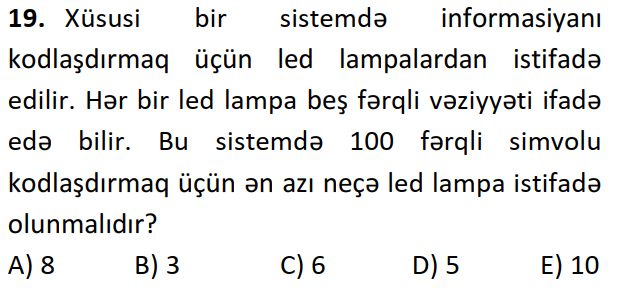 19. Xüsusi bir sistemdə informasiyanı
kodlaşdırmaq üçün led lampalardan istifadə
edilir. Hər bir led lampa beş fərqli vəziyyəti ifadə
edə bilir. Bu sistemdə 100 fərqli simvolu
kodlaşdırmaq üçün ən azı neçə led lampa istifadə
olunmalıdır?
A) 8 B) 3 C) 6 D) 5 E) 10